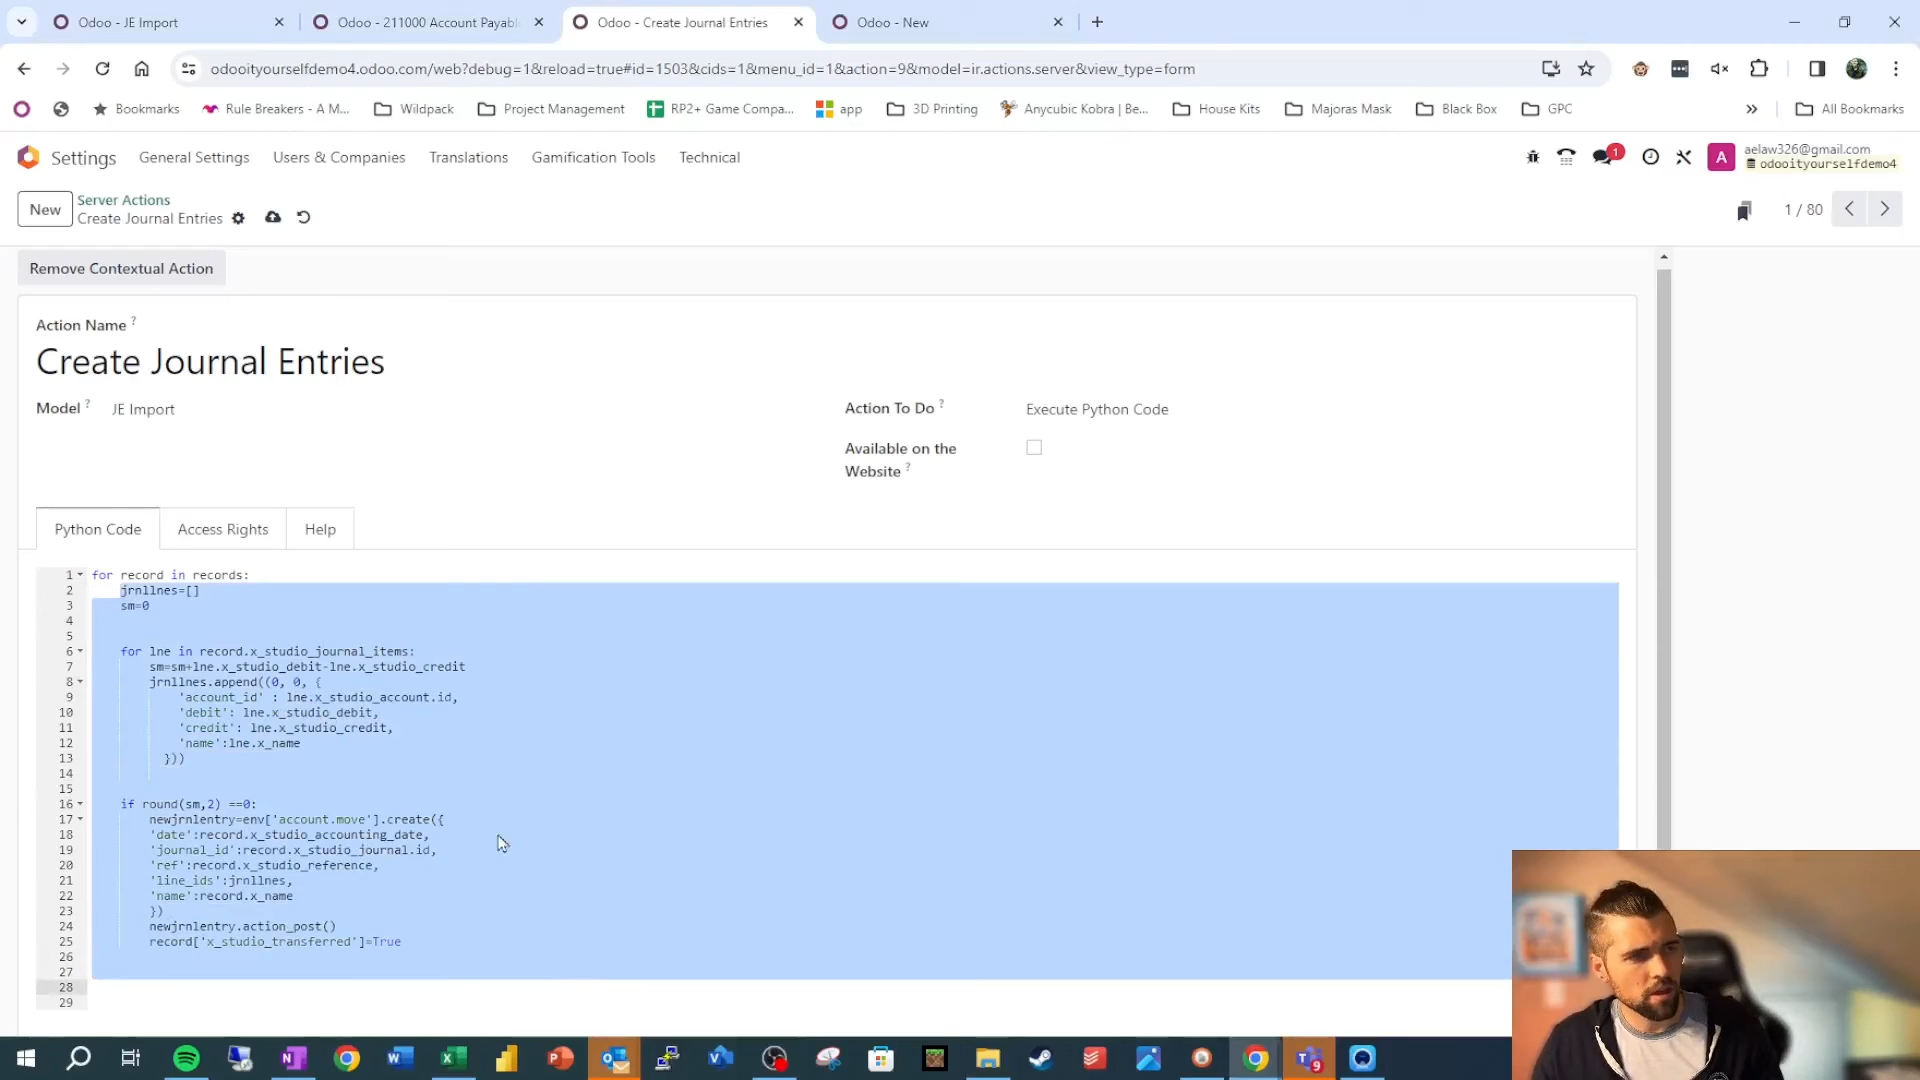 Odoo - JE Import
Odoo - 211000 Account Payabl
Odoo - Create Journal Entries
Odoo - New
odooityourselfdemo4.odoo.com/web?debug=1&reload=true#id=1503&cids=1&menu_id=1&action=9&model=ir.actions.server&view_type=form
Bookmarks
Rule Breakers - A M...
Wildpack
Project Management
RP2+ Game Compa...
app
3D Printing
Anycubic Kobra | Be...
House Kits
Majoras Mask
Black Box
GPC
All Bookmarks
Settings
General Settings
Users & Companies
Translations
Gamification Tools
Technical
1
A
aelaw326@gmail.com
odooityourselfdemo4
New
Server Actions
Create Journal Entries
1 / 80
Remove Contextual Action
Action Name ?
Create Journal Entries
Model ? JE Import
Action To Do ? Execute Python Code
Available on the
Website ?
Python Code
Access Rights
Help
1 for record in records:
2 jrnllnes=[]
3 sm=0
4
5
6 for lne in record.x_studio_journal_items:
7 sm=sm+lne.x_studio_debit-lne.x_studio_credit
8 jrnllnes.append((0, 0, {
9 'account_id' : lne.x_studio_account.id,
10 'debit': lne.x_studio_debit,
11 'credit': lne.x_studio_credit,
12 'name':lne.x_name
13 }))
14
15
16 if round(sm,2) ==0:
17 newjrnlentry=env['account.move'].create({
18 'date':record.x_studio_accounting_date,
19 'journal_id':record.x_studio_journal.id,
20 'ref':record.x_studio_reference,
21 'line_ids':jrnllnes,
22 'name':record.x_name
23 })
24 newjrnlentry.action_post()
25 record['x_studio_transferred']=True
26
27
28
29